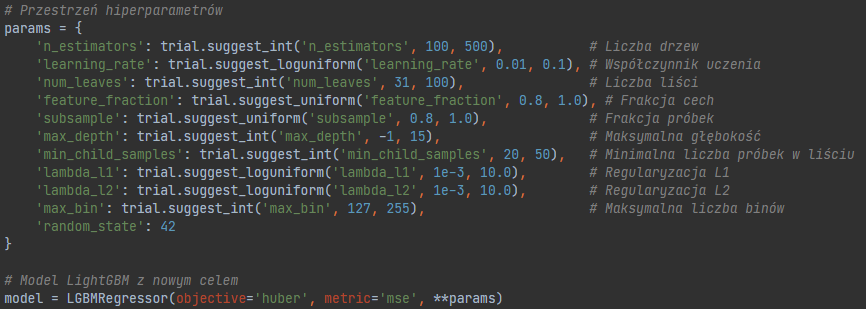 # Przestrzeń hiperparametrów
params = {
    'n_estimators': trial.suggest_int('n_estimators', 100, 500),           # Liczba drzew
    'learning_rate': trial.suggest_loguniform('learning_rate', 0.01, 0.1), # Współczynnik uczenia
    'num_leaves': trial.suggest_int('num_leaves', 31, 100),                # Liczba liści
    'feature_fraction': trial.suggest_uniform('feature_fraction', 0.8, 1.0), # Frakcja cech
    'subsample': trial.suggest_uniform('subsample', 0.8, 1.0),             # Frakcja próbek
    'max_depth': trial.suggest_int('max_depth', -1, 15),                   # Maksymalna głębokość
    'min_child_samples': trial.suggest_int('min_child_samples', 20, 50),   # Minimalna liczba próbek w liściu
    'lambda_l1': trial.suggest_loguniform('lambda_l1', 1e-3, 10.0),        # Regularyzacja L1
    'lambda_l2': trial.suggest_loguniform('lambda_l2', 1e-3, 10.0),        # Regularyzacja L2
    'max_bin': trial.suggest_int('max_bin', 127, 255),                     # Maksymalna liczba binów
    'random_state': 42
}
# Model LightGBM z nowym celem
model = LGBMRegressor(objective='huber', metric='mse', **params)